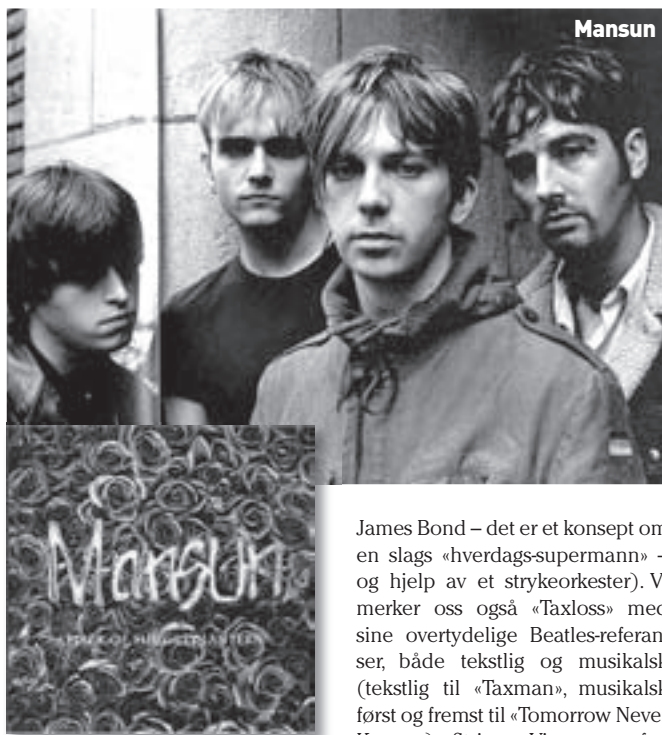 Mansun
Mansun
James Bond – det er et konsept om
en slags «hverdags-supermann» –
og hjelp av et strykeorkester). V
merker oss også «Taxloss» med
sine overtydelige Beatles-referan
ser, både tekstlig og musikalsk
(tekstlig til «Taxman», musikalsk
først og fremst til «Tomorrow Neve